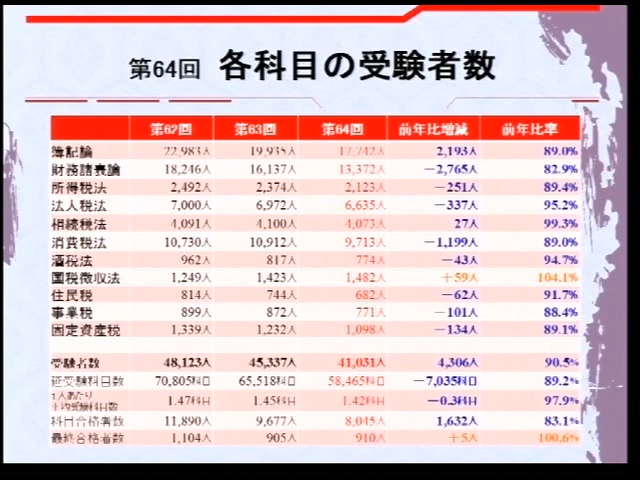 第64回 各科目の受験者数
第62回 第63回 第64回 前年比増減 前年比率
簿記論 22,983人 19,935人 17,742人 2,193人 89.0%
財務諸表論 18,246人 16,137人 13,372人 －2,765人 82.9%
所得税法 2,492人 2,374人 2,123人 －251人 89.4%
法人税法 7,000人 6,972人 6,635人 －337人 95.2%
相続税法 4,091人 4,100人 4,073人 27人 99.3%
消費税法 10,730人 10,912人 9,713人 －1,199人 89.0%
酒税法 962人 817人 774人 －43人 94.7%
国税徴収法 1,249人 1,423人 1,482人 ＋59人 104.1%
住民税 814人 744人 682人 －62人 91.7%
事業税 899人 872人 771人 －101人 88.4%
固定資産税 1,339人 1,232人 1,098人 －134人 89.1%
受験者数 48,123人 45,337人 41,031人 4,306人 90.5%
延受験科目数 70,805科目 65,518科目 58,465科目 －7,035科目 89.2%
1人あたり
平均受験科目数 1.47科目 1.45科目 1.42科目 －0.3科目 97.9%
科目合格者数 11,890人 9,677人 8,045人 1,632人 83.1%
最終合格者数 1,104人 905人 910人 ＋5人 100.6%